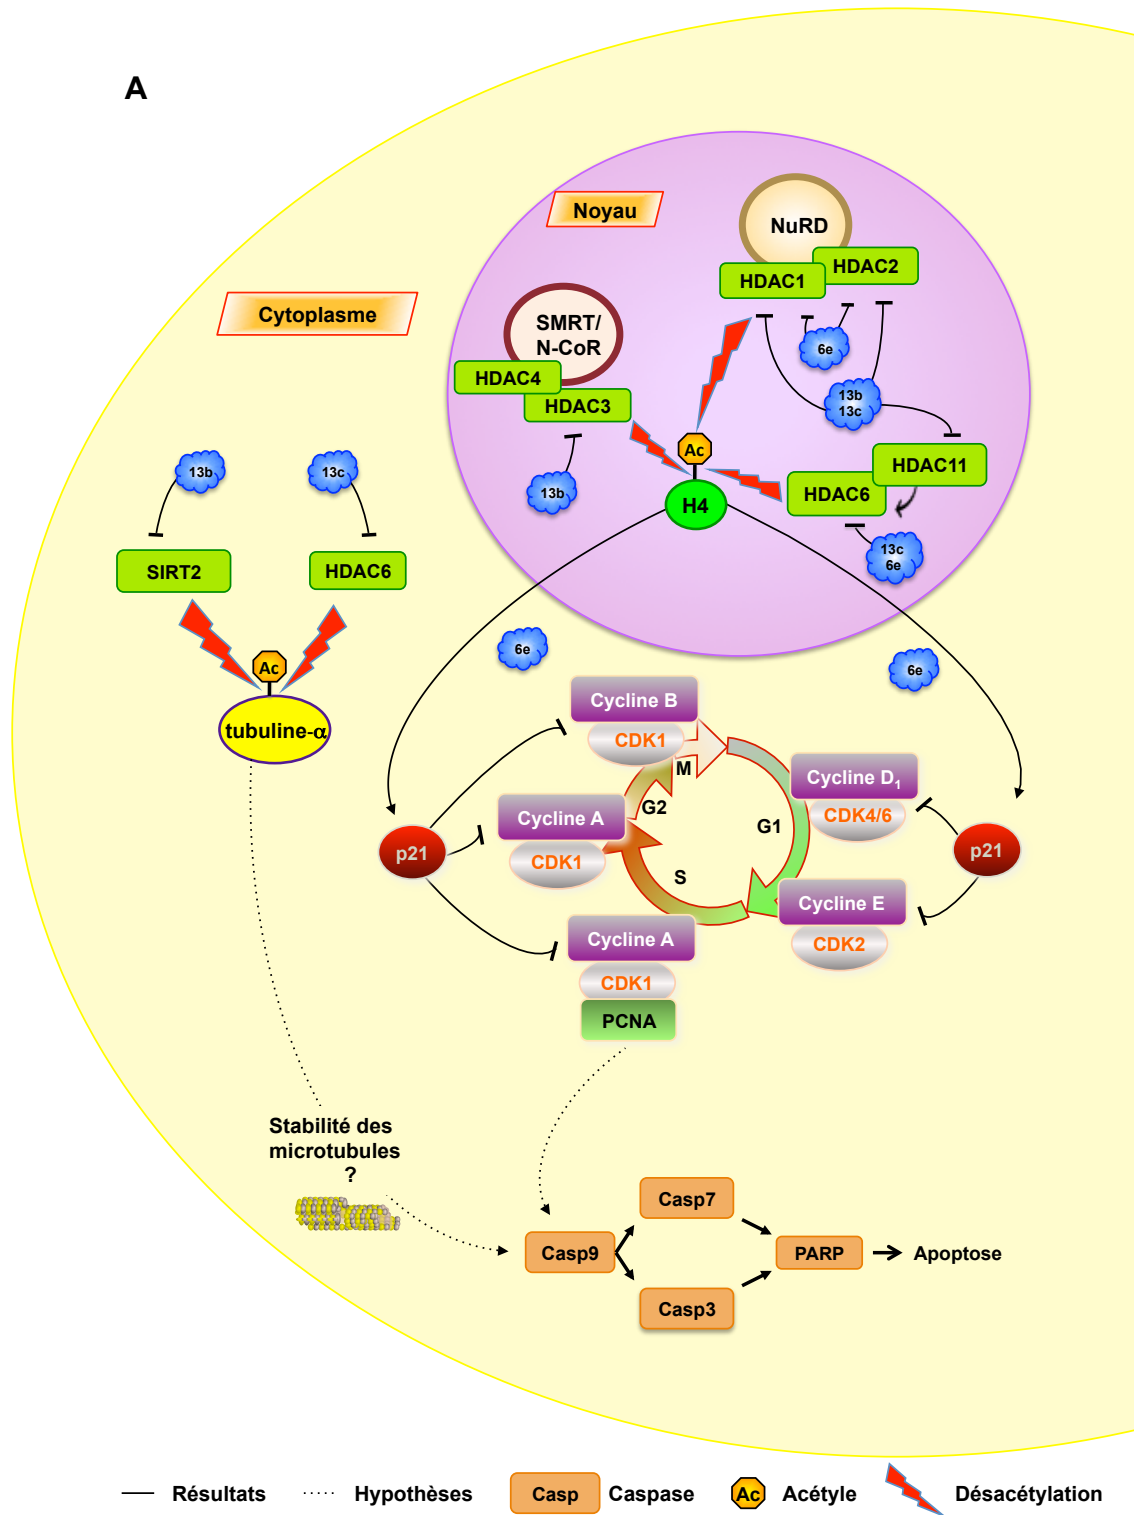 A
Noyau
NuRD
HDAC2
HDAC1
Cytoplasme
SMRT/
N-CoR
6e
HDAC4
HDAC3
13b
13c
Ac
13b
13c
HDAC11
13b
HDAC6
H4
13c
6e
SIRT2
HDAC6
6e
6e
Ac
tubuline-α
Cycline B
CDK1
M
Cycline D1
CDK4/6
G2
Cycline A
CDK1
G1
p21
p21
S
Cycline E
CDK2
Cycline A
CDK1
PCNA
Stabilité des
microtubules
?
Casp7
Casp9
PARP
Apoptose
Casp3
Résultats
Hypothèses
Casp
Caspase
Ac
Acétyle
Désacétylation